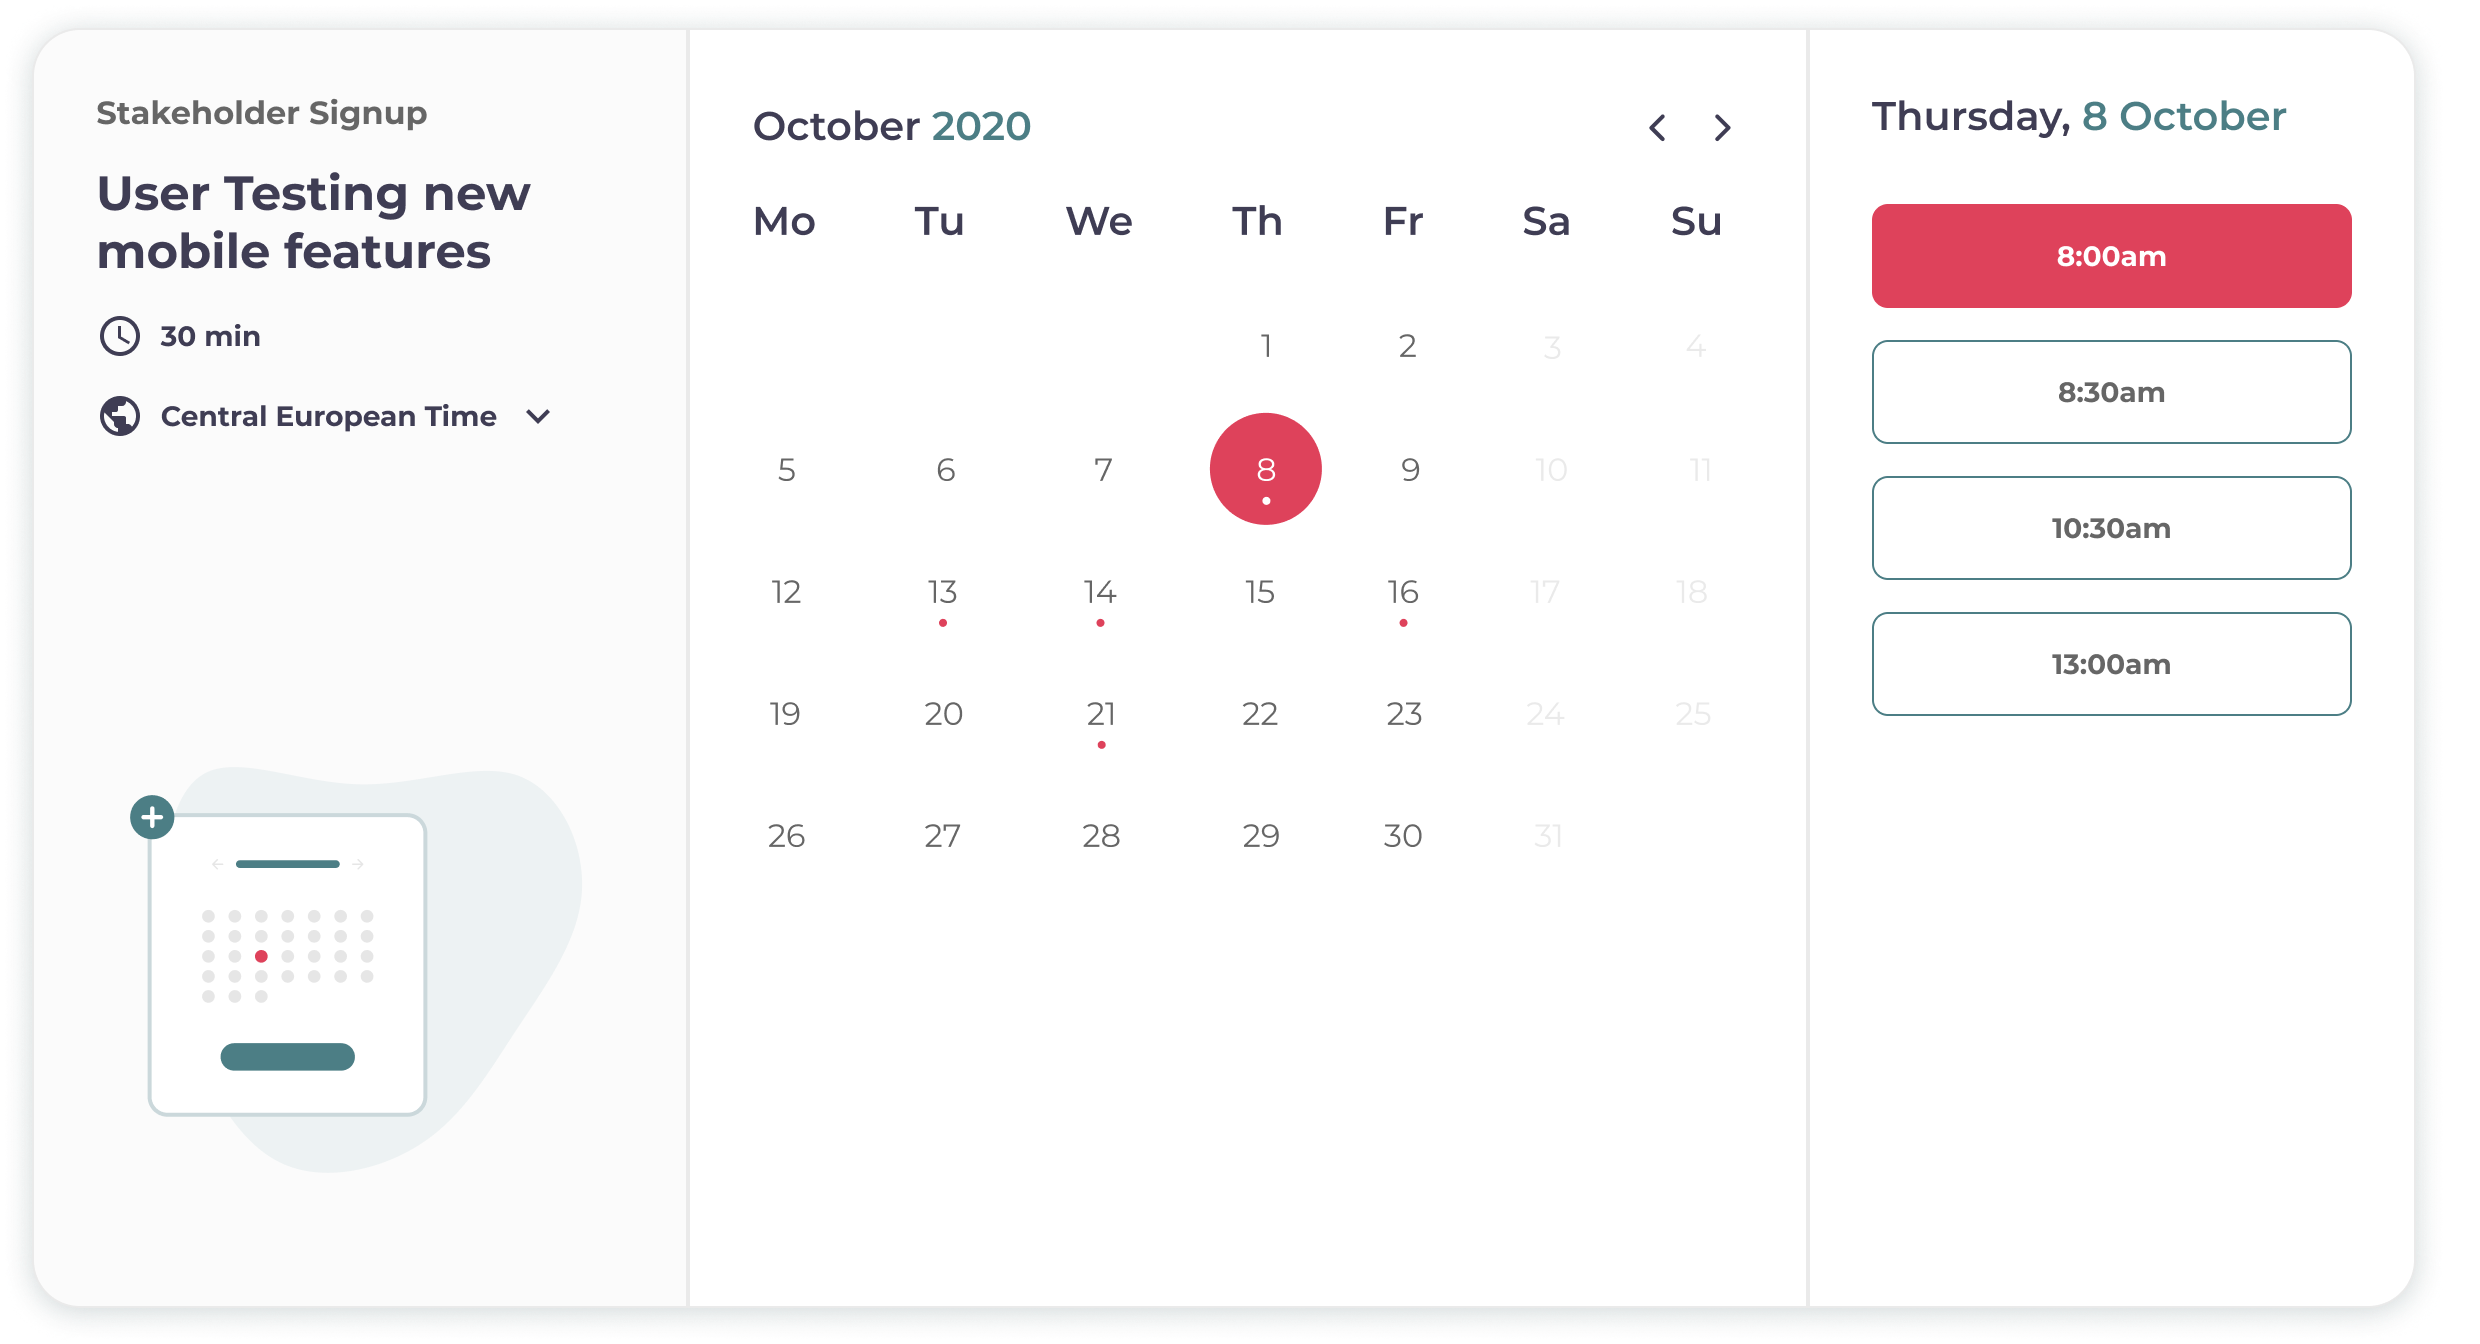 Stakeholder Signup
User Testing new
mobile features
30 min
Central European Time
October 2020
Mo Tu We Th Fr Sa Su
1 2 3 4
5 6 7 8 9 10 11
12 13 14 15 16 17 18
19 20 21 22 23 24 25
26 27 28 29 30 31
Thursday, 8 October
8:00am
8:30am
10:30am
13:00am